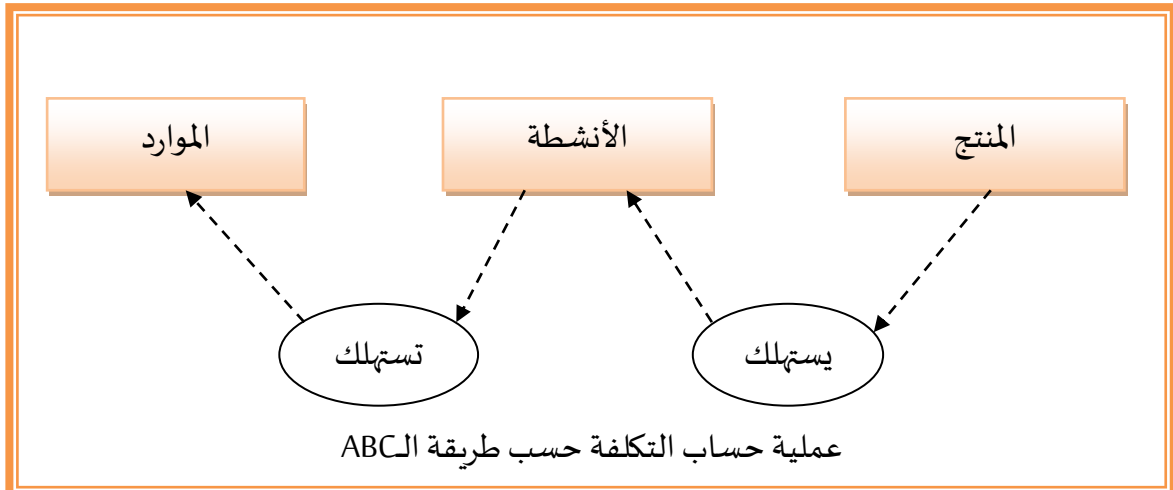 المنتج
الأنشطة
الموارد
يستهلك
تستهلك
عملية حساب التكلفة حسب طريقة الـABC